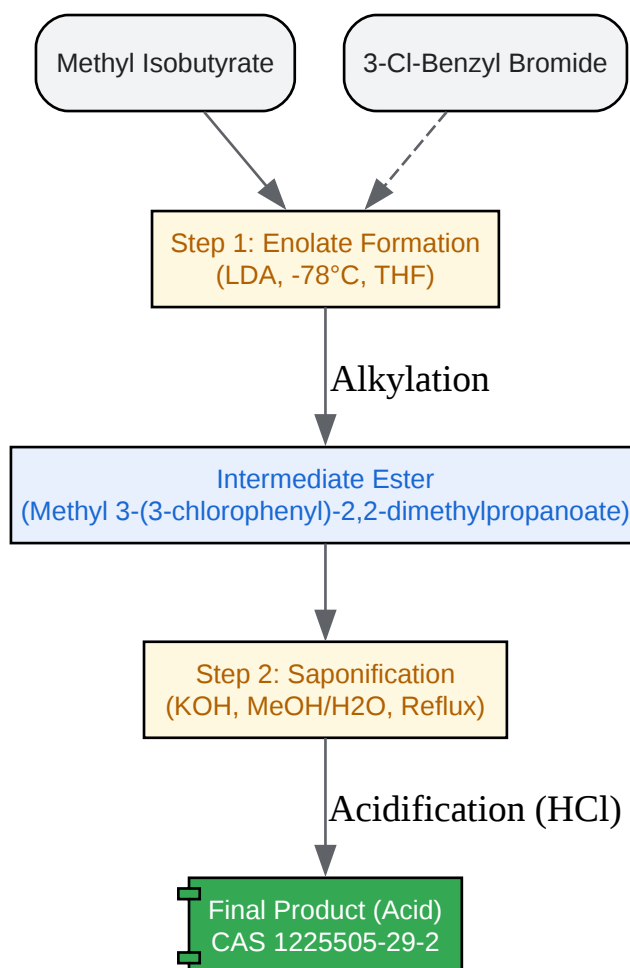 Methyl Isobutyrate
3-Cl-Benzyl Bromide
Step 1: Enolate Formation
(LDA, -78°C, THF)
Alkylation
Intermediate Ester
(Methyl 3-(3-chlorophenyl)-2,2-dimethylpropanoate)
Step 2: Saponification
(KOH, MeOH/H2O, Reflux)
Acidification (HCl)
Final Product (Acid)
CAS 1225505-29-2